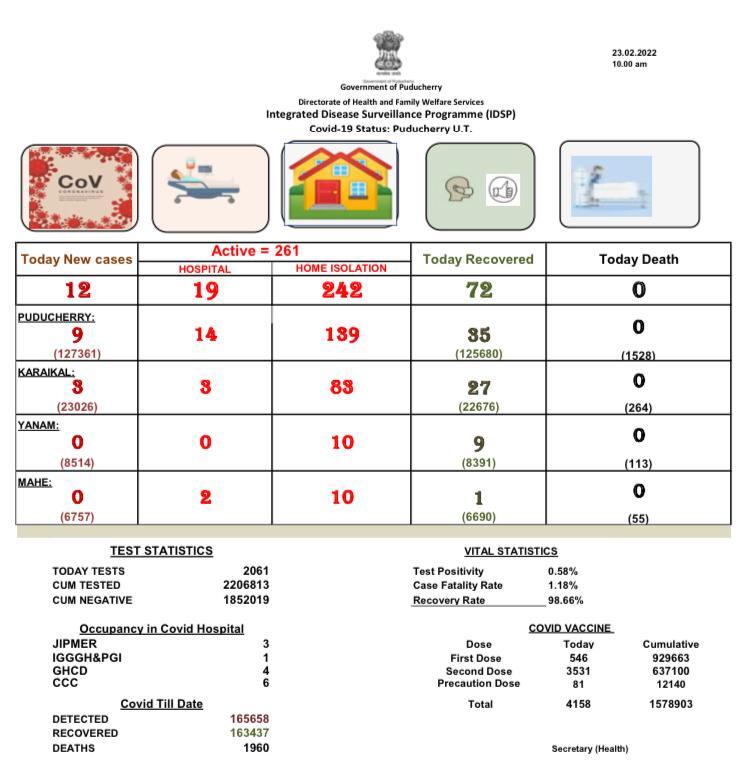 23.02.2022
10.00 am
Government of Puducherry
Government of Puducherry
Directorate of Health and Family Welfare Services
Integrated Disease Surveillance Programme (IDSP)
Covid-19 Status: Puducherry U.T.
CoV
CORONAVIRUS
Today New cases Active = 261 Today Recovered Today Death
HOSPITAL HOME ISOLATION
12 19 242 72 0
PUDUCHERRY:
9 14 139 35 0
(127361) (125680) (1528)
KARAIKAL:
3 3 83 27 0
(23026) (22676) (264)
YANAM:
0 0 10 9 0
(8514) (8391) (113)
MAHE:
0 2 10 1 0
(6757) (6690) (55)
TEST STATISTICS
TODAY TESTS 2061
CUM TESTED 2206813
CUM NEGATIVE 1852019
VITAL STATISTICS
Test Positivity 0.58%
Case Fatality Rate 1.18%
Recovery Rate 98.66%
Occupancy in Covid Hospital
JIPMER 3
IGGGH&PGI 1
GHCD 4
CCC 6
COVID VACCINE
Dose Today Cumulative
First Dose 546 929663
Second Dose 3531 637100
Precaution Dose 81 12140
Total 4158 1578903
Covid Till Date
DETECTED 165658
RECOVERED 163437
DEATHS 1960
Secretary (Health)